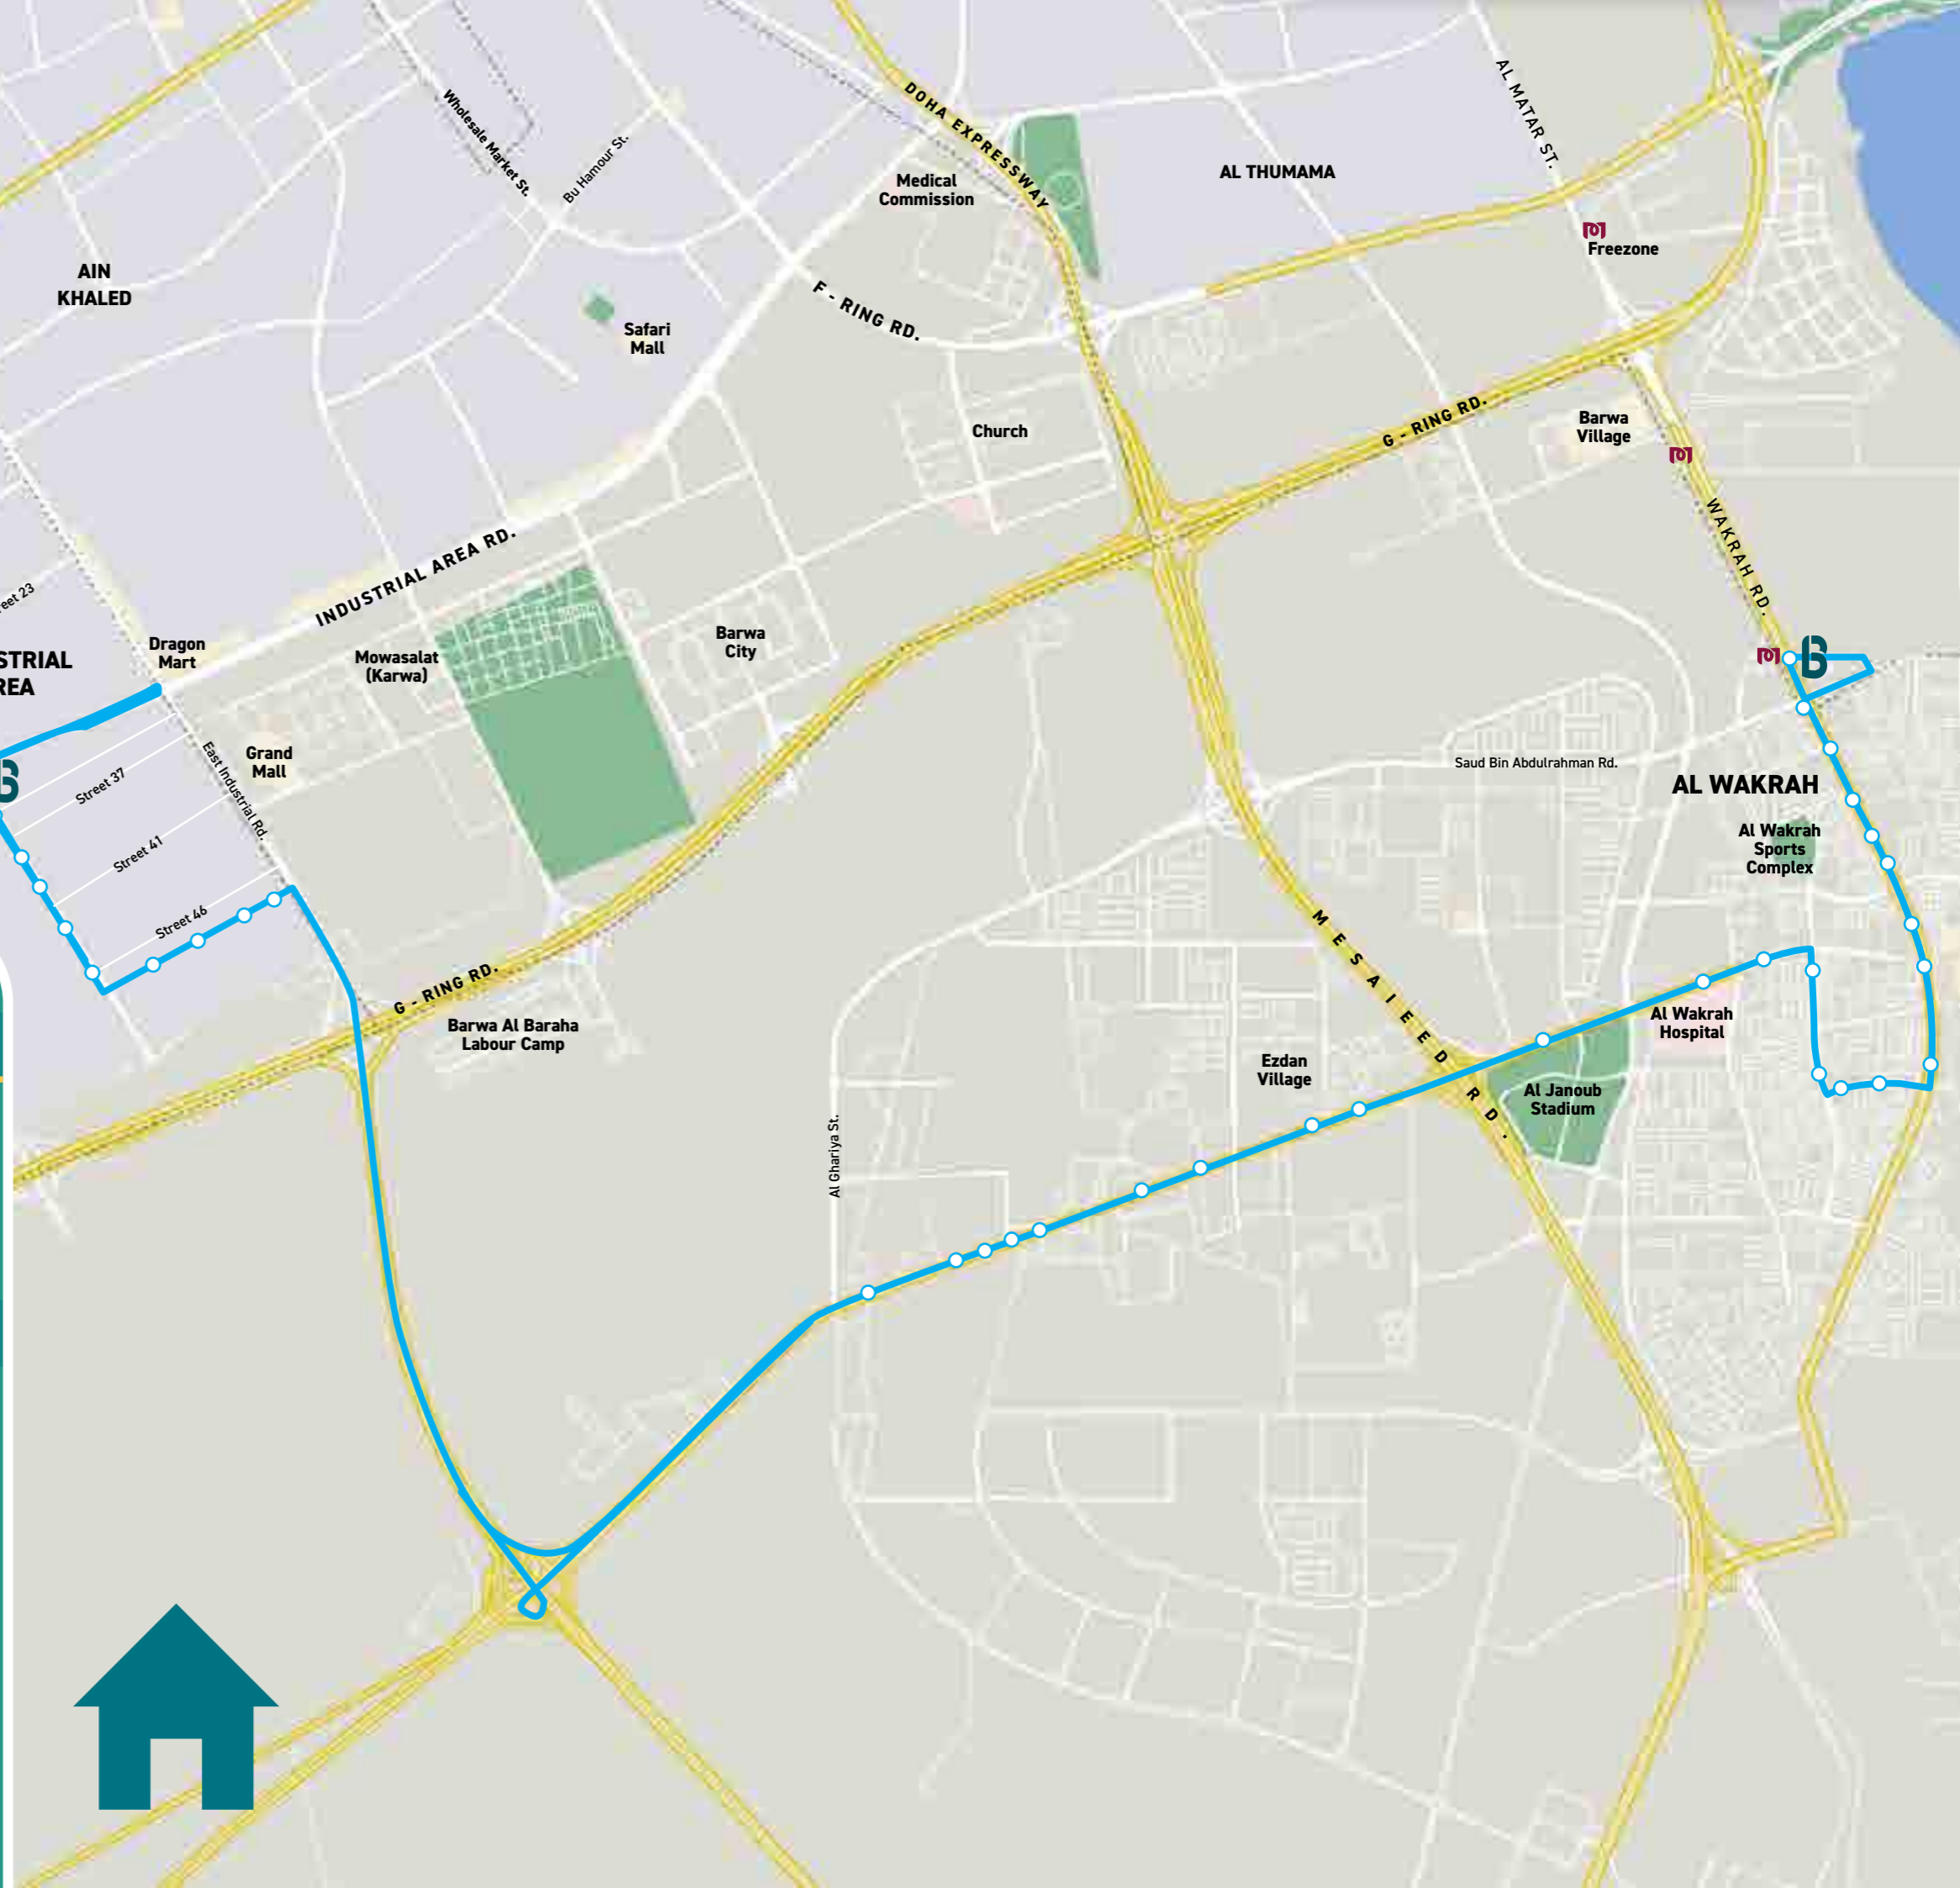 Wholesale Market St.
Bu Hamour St.
DOHA EXPRESSWAY
AL MATAR ST.
Medical
Commission
AL THUMAMA
Freezone
AIN
KHALED
Safari
Mall
F - RING RD.
Church
G - RING RD.
Barwa
Village
WAKRAH RD.
INDUSTRIAL AREA RD.
eet 23
STRIAL
REA
Dragon
Mart
Mowasalat
(Karwa)
Barwa
City
B
Grand
Mall
East Industrial Rd.
Street 37
Street 41
Street 46
B
Saud Bin Abdulrahman Rd.
AL WAKRAH
Al Wakrah
Sports
Complex
MESAIEED RD.
G - RING RD.
Barwa Al Baraha
Labour Camp
Al Wakrah
Hospital
Ezdan
Village
Al Janoub
Stadium
Al Ghariya St.